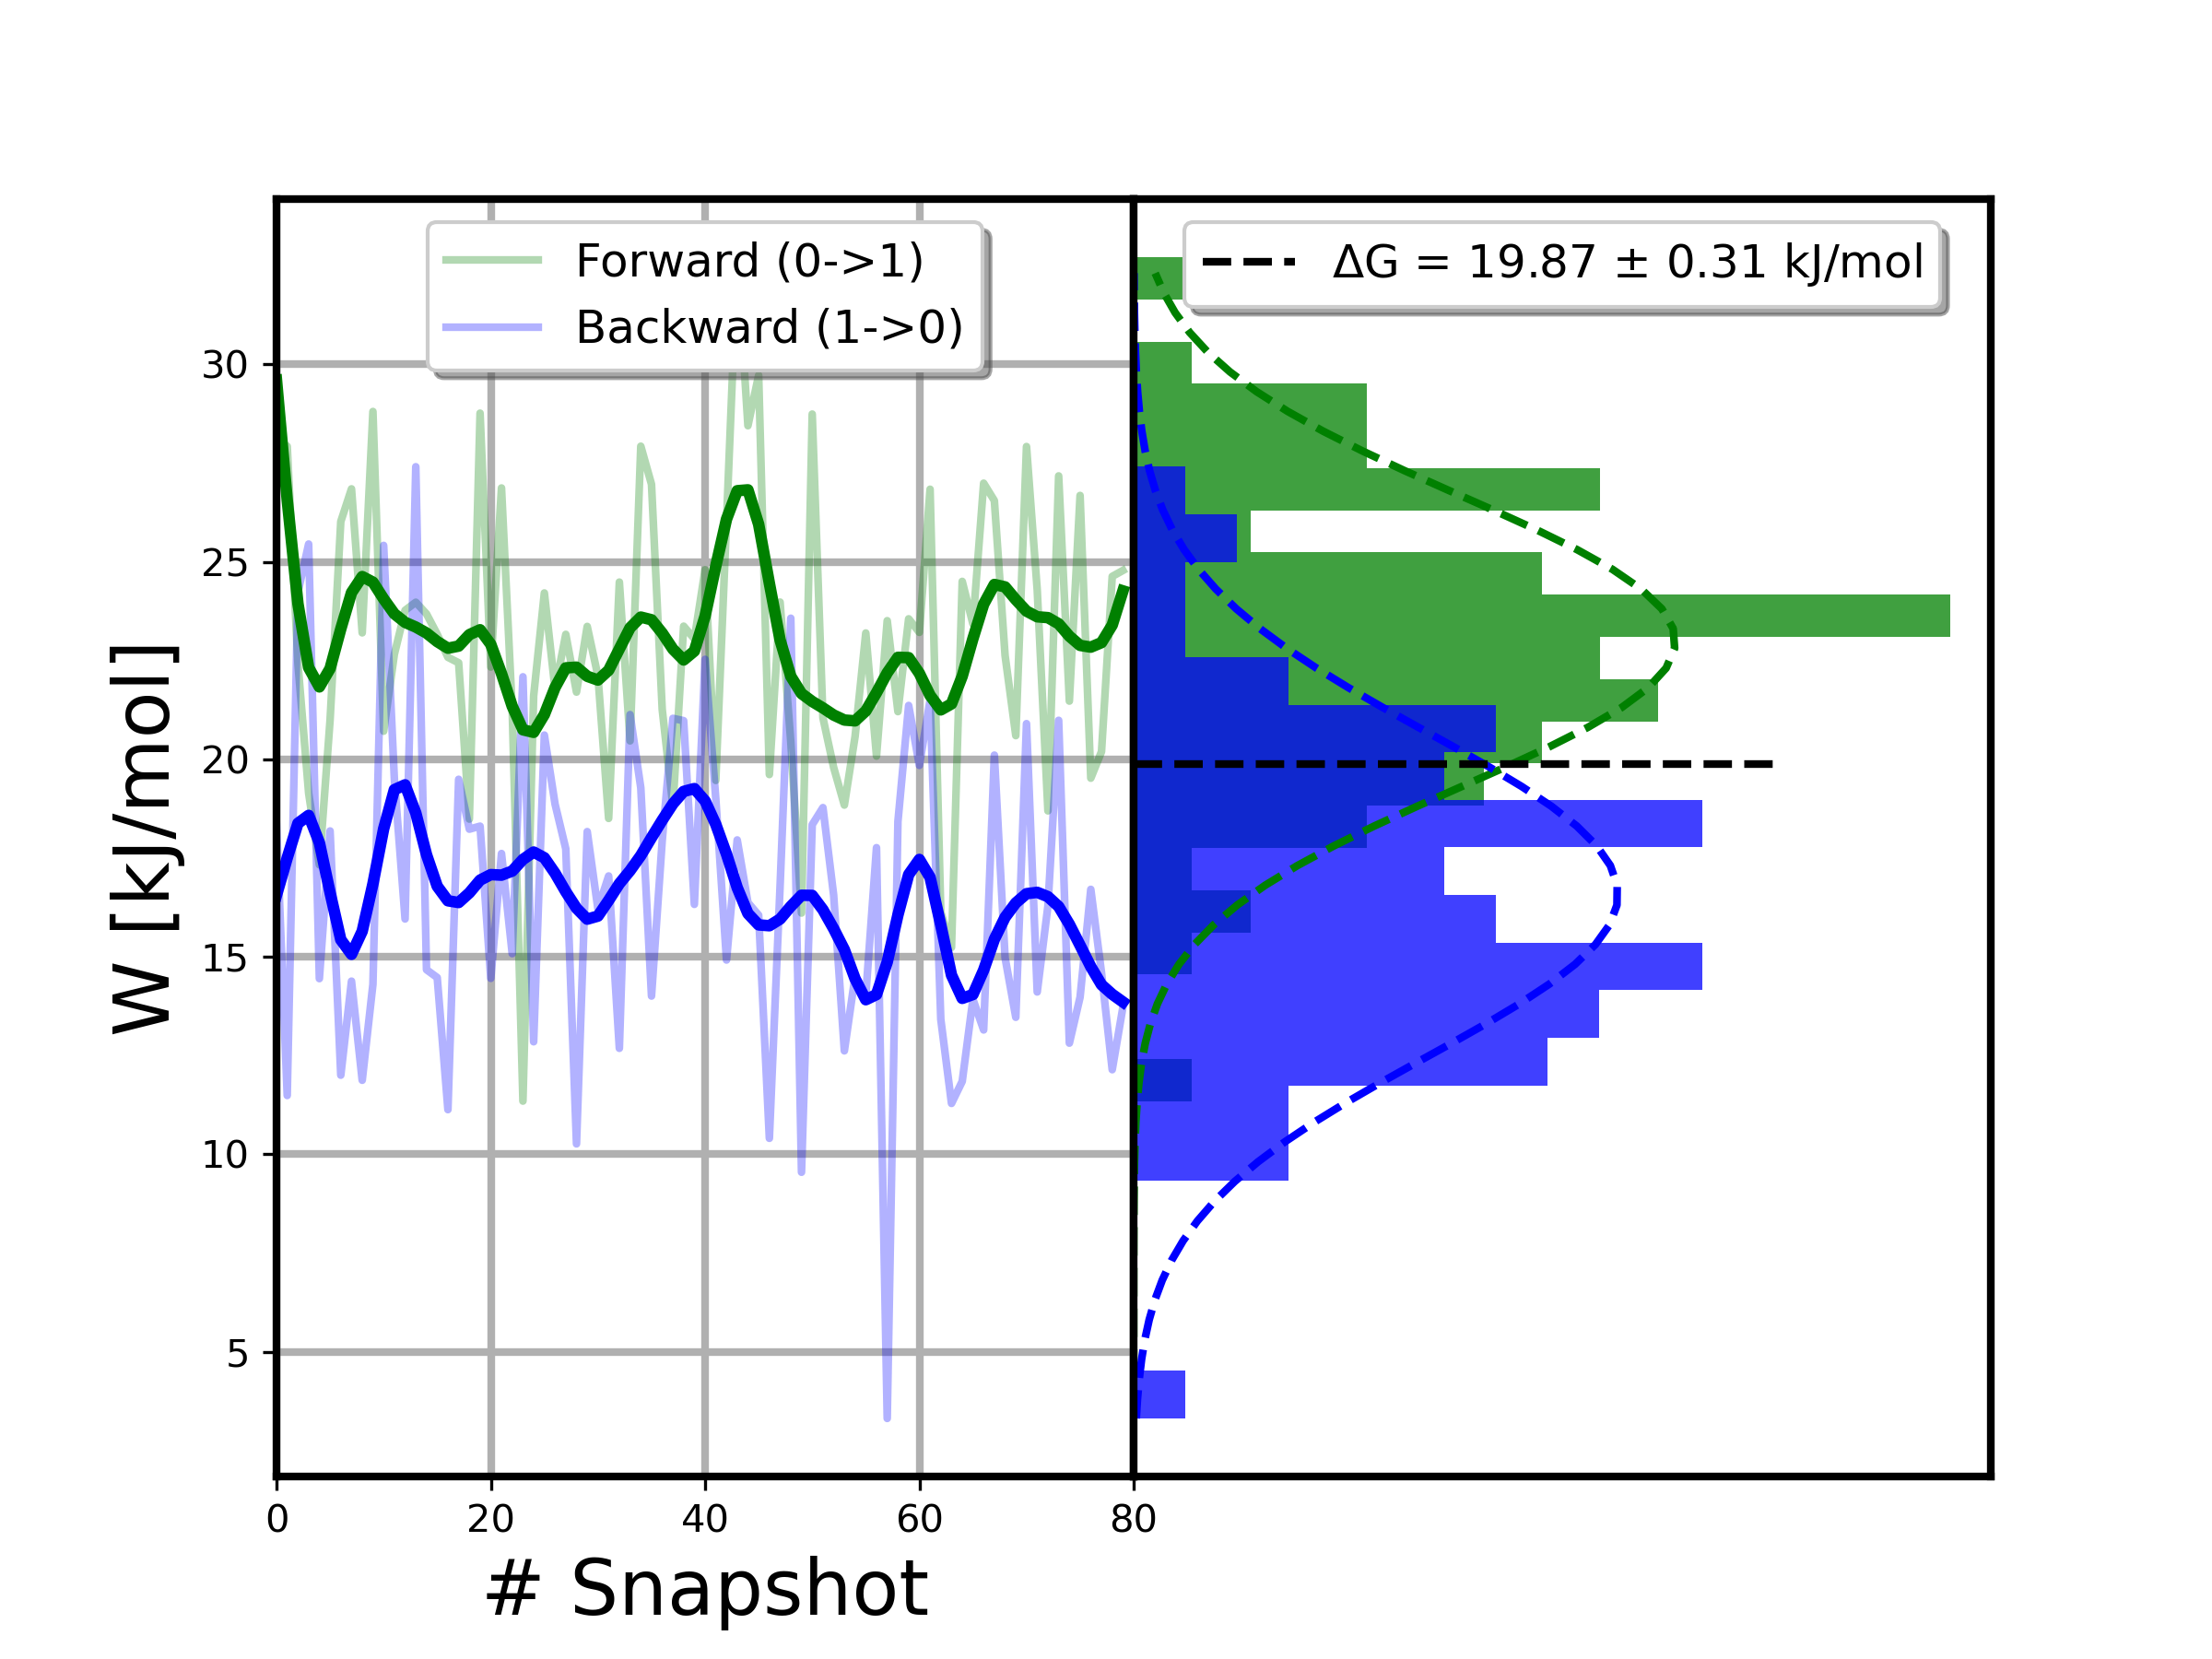 Forward (0->1)
Backward (1->0)
ΔG = 19.87 ± 0.31 kJ/mol
W [kJ/mol]
30
25
20
15
10
5
0 20 40 60 80
# Snapshot